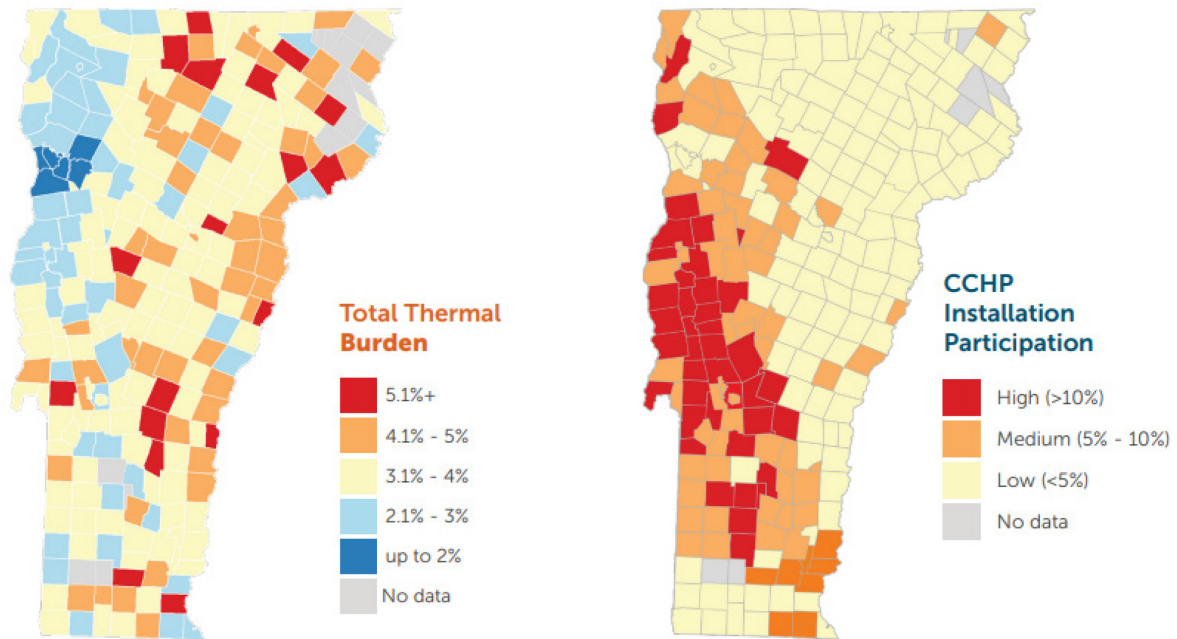 Total Thermal
Burden
5.1%+
4.1% - 5%
3.1% - 4%
2.1% - 3%
up to 2%
No data
CCHP
Installation
Participation
High (>10%)
Medium (5% - 10%)
Low (<5%)
No data